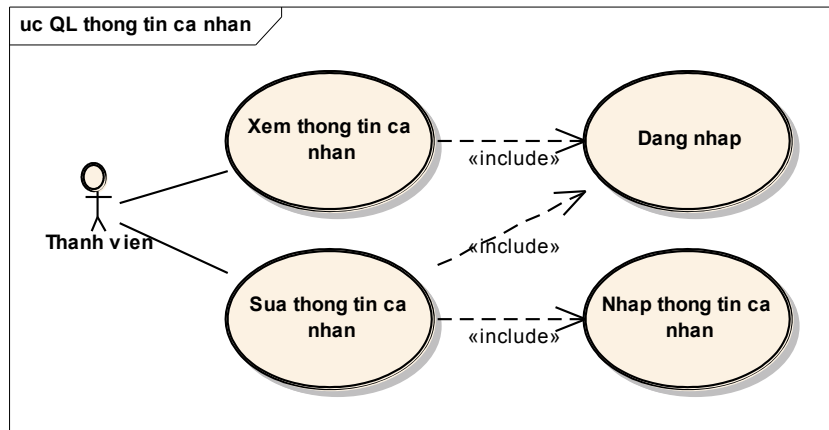 uc QL thong tin ca nhan
Xem thong tin ca
nhan
«include»
Dang nhap
Thanh vien
«include»
Sua thong tin ca
nhan
«include»
Nhap thong tin ca
nhan